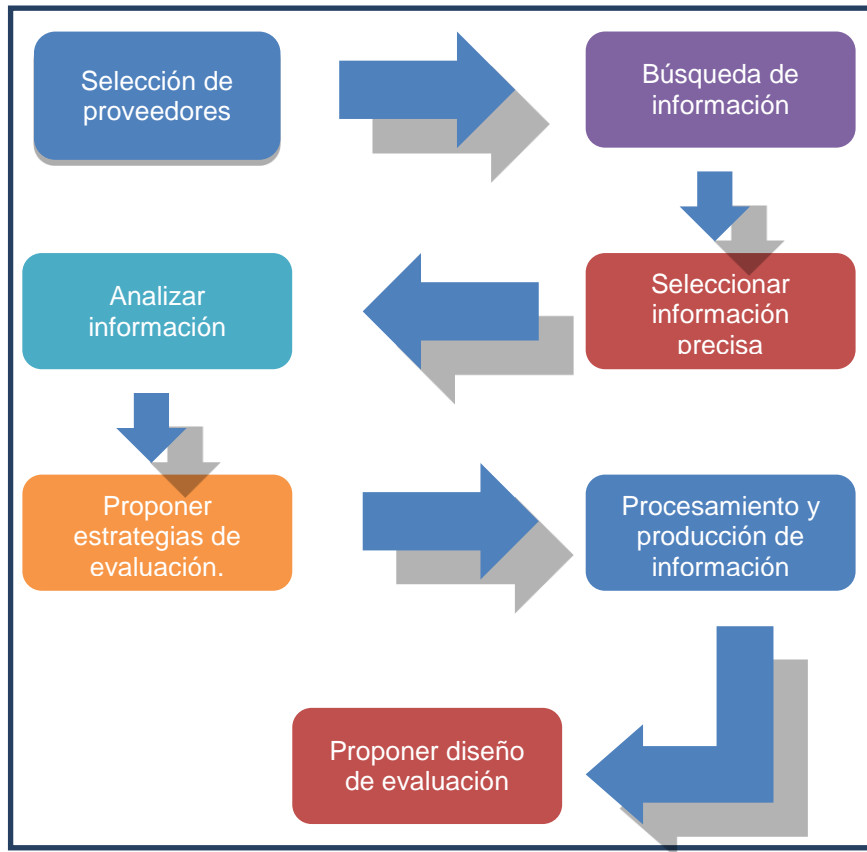 Selección de
proveedores
Búsqueda de
información
Seleccionar
información
precisa
Analizar
información
Proponer
estrategias de
evaluación.
Procesamiento y
producción de
información
Proponer diseño
de evaluación